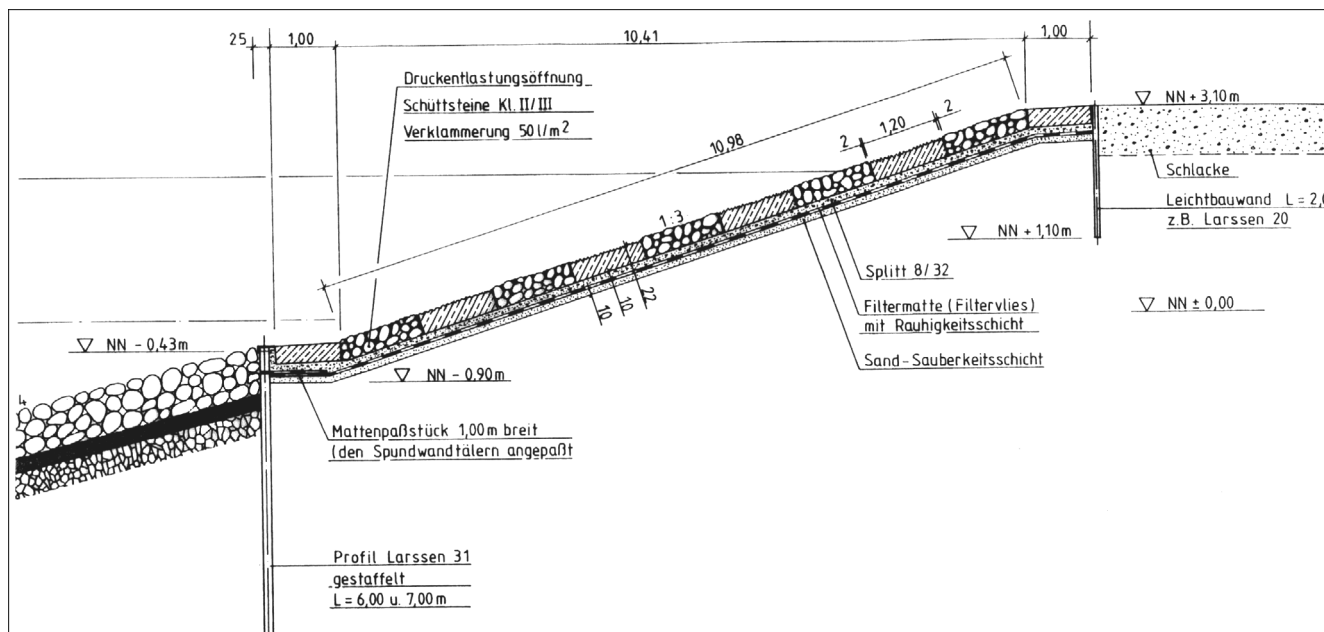 25
1,00
10,41
1,00
Druckentlastungsöffnung
Schüttsteine Kl. II/III
Verklammerung 50 l/m²
10,98
2
1,20
2
NN + 3,10 m
Schlacke
Leichtbauwand L = 2,0
z.B. Larssen 20
NN + 1,10 m
1:3
Splitt 8/32
22
10
10
Filtermatte (Filtervlies)
mit Rauhigkeitsschicht
NN ± 0,00
Sand-Sauberkeitsschicht
NN - 0,43 m
NN - 0,90 m
4
Mattenpaßstück 1,00 m breit
(den Spundwandtälern angepaßt
Profil Larssen 31
gestaffelt
L = 6,00 u. 7,00 m